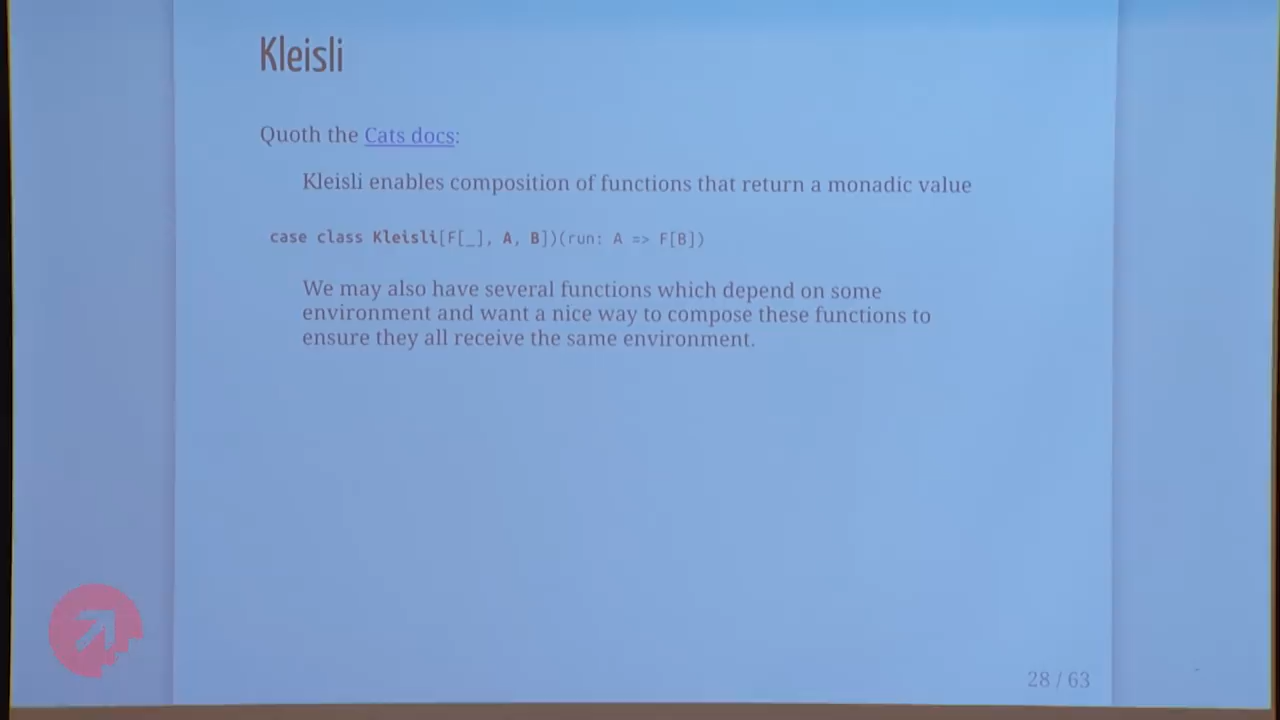 Kleisli
Quoth the Cats docs:
Kleisli enables composition of functions that return a monadic value
case class Kleisli[F[_], A, B])(run: A => F[B])
We may also have several functions which depend on some
environment and want a nice way to compose these functions to
ensure they all receive the same environment.
28 / 63